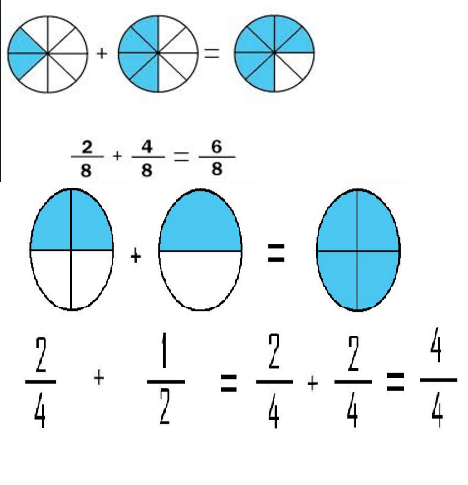 + =
2/8 + 4/8 = 6/8
+ =
2/4 + 1/2 = 2/4 + 2/4 = 4/4